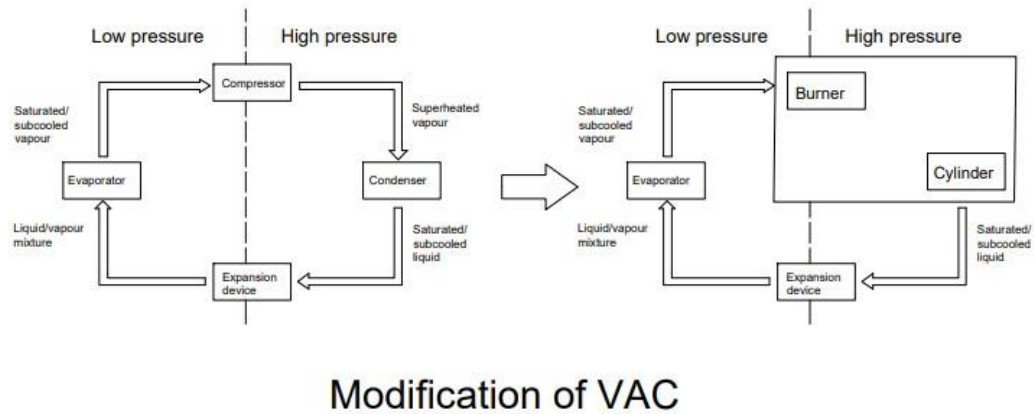 Low pressure
High pressure
Compressor
Saturated/
subcooled
vapour
Superheated
vapour
Evaporator
Condenser
Liquid/vapour
mixture
Saturated/
subcooled
liquid
Expansion
device
Low pressure
High pressure
Burner
Saturated/
subcooled
vapour
Evaporator
Cylinder
Liquid/vapour
mixture
Saturated/
subcooled
liquid
Expansion
device
Modification of VAC